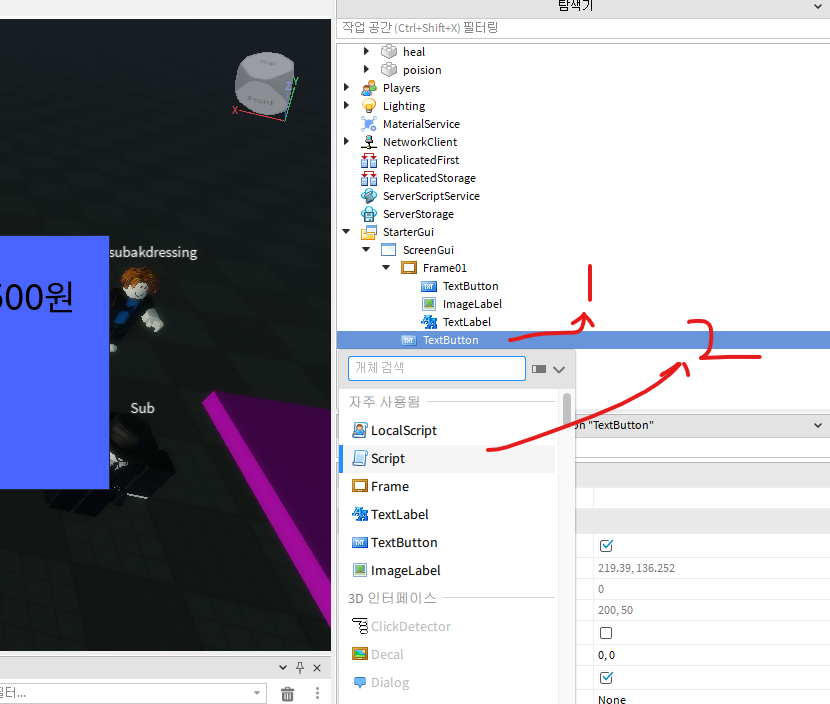 탐색기
작업 공간 (Ctrl+Shift+X) 필터링
heal
poision
Players
Lighting
MaterialService
NetworkClient
ReplicatedFirst
ReplicatedStorage
ServerScriptService
ServerStorage
StarterGui
ScreenGui
Frame01
TextButton
ImageLabel
TextLabel
TextButton
1
2
개체 검색
자주 사용됨
LocalScript
Script
Frame
TextLabel
TextButton
ImageLabel
3D 인터페이스
ClickDetector
Decal
Dialog
"TextButton"
219.39, 136.252
0
200, 50
0, 0
None
front
X
Y
Z
subakdressing
500원
Sub
필터...